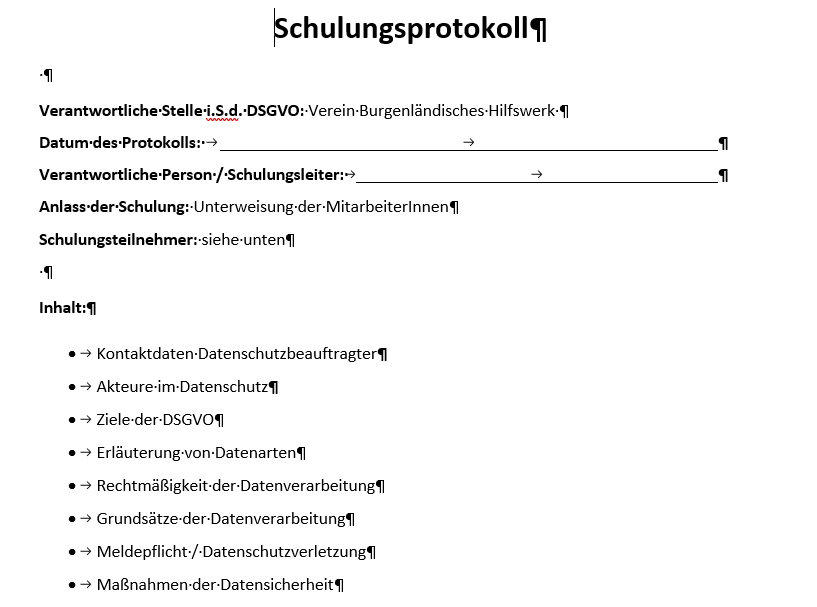 Schulungsprotokoll¶
·¶
Verantwortliche·Stelle·i.S.d.·DSGVO:·Verein·Burgenländisches·Hilfswerk·¶
Datum·des·Protokolls:·→ → ¶
Verantwortliche·Person·/·Schulungsleiter:·→ → ¶
Anlass·der·Schulung:·Unterweisung·der·MitarbeiterInnen¶
Schulungsteilnehmer:·siehe·unten¶
·¶
Inhalt:¶
•→Kontaktdaten·Datenschutzbeauftragter¶
•→Akteure·im·Datenschutz¶
•→Ziele·der·DSGVO¶
•→Erläuterung·von·Datenarten¶
•→Rechtmäßigkeit·der·Datenverarbeitung¶
•→Grundsätze·der·Datenverarbeitung¶
•→Meldepflicht·/·Datenschutzverletzung¶
•→Maßnahmen·der·Datensicherheit¶